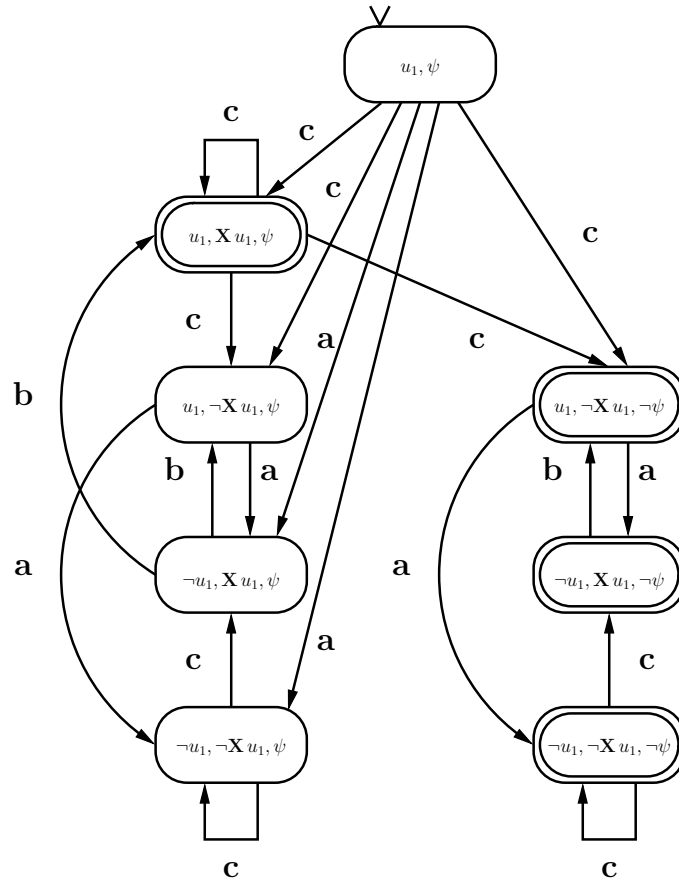 u₁, ψ
c
c
c
u₁, X u₁, ψ
c
c
a
c
b
u₁, ¬X u₁, ψ
u₁, ¬X u₁, ¬ψ
b
a
b
a
a
a
¬u₁, X u₁, ψ
¬u₁, X u₁, ¬ψ
a
c
c
¬u₁, ¬X u₁, ψ
¬u₁, ¬X u₁, ¬ψ
c
c